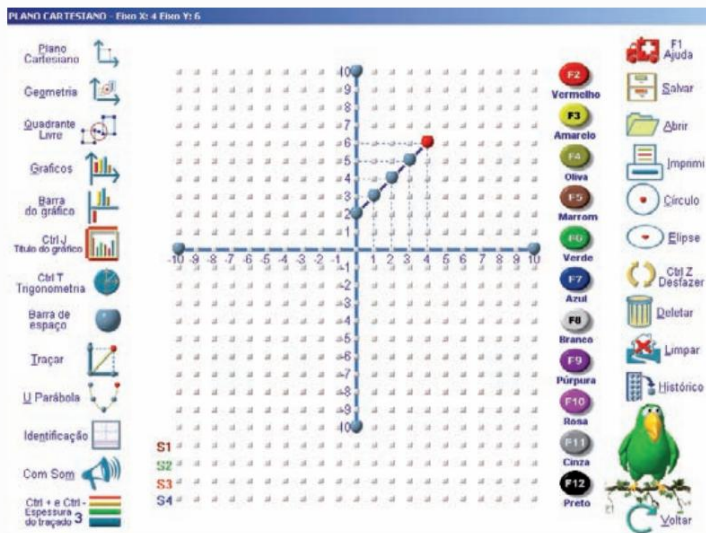 PLANO CARTESIANO - Eixo X: 4 Eixo Y: 6
Plano
Cartesiano
Geometria
Quadrante
Livre
Gráficos
Barra
do gráfico
Ctrl J
Título do gráfico
Ctrl T
Trigonometria
Barra de
espaço
Traçar
U Parábola
Identificação
Com Som
Ctrl + e Ctrl -
Espessura
do traçado 3
10
9
8
7
6
5
4
3
2
1
-10 -9 -8 -7 -6 -5 -4 -3 -2 -1 1 2 3 4 5 6 7 8 9 10
-1
-2
-3
-4
-5
-6
-7
-8
-9
-10
S1
S2
S3
S4
F2
Vermelho
F3
Amarelo
F4
Oliva
F5
Marrom
F6
Verde
F7
Azul
F8
Branco
F9
Púrpura
F10
Rosa
F11
Cinza
F12
Preto
F1
Ajuda
Salvar
Abrir
Imprimi
Círculo
Elipse
Ctrl Z
Desfazer
Deletar
Limpar
Histórico
Voltar